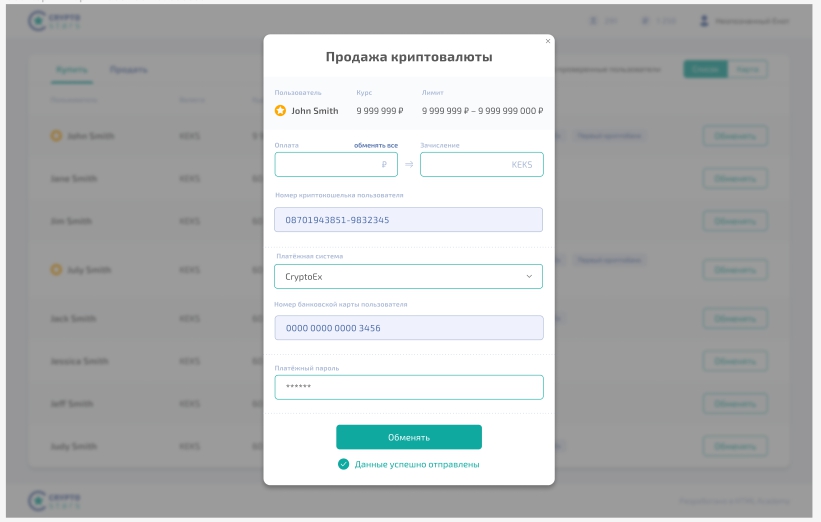 CRYPTO
stars
Продажа криптовалюты
×
Купить Продать
Пользователь Курс Лимит
John Smith 9 999 999 ₽ 9 999 999 ₽ – 9 999 999 000 ₽
John Smith KEKS Обменять
Оплата обменять все Зачисление
₽ ⇒ KEKS
Jane Smith KEKS Обменять
Номер криптокошелька пользователя
08701943851-9832345
Jim Smith KEKS Обменять
Платёжная система
CryptoEx
July Smith KEKS Обменять
Номер банковской карты пользователя
0000 0000 0000 3456
Jack Smith KEKS Обменять
Jessica Smith KEKS Обменять
Платёжный пароль
******
Jeff Smith KEKS Обменять
Обменять
Judy Smith KEKS Обменять
Данные успешно отправлены
CRYPTO
stars